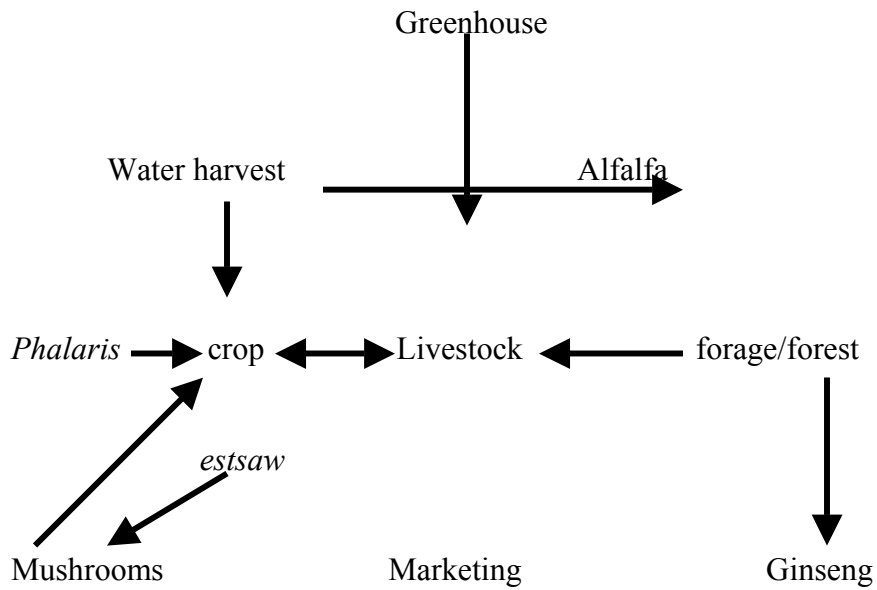 Greenhouse
Water harvest Alfalfa
Phalaris crop Livestock forage/forest
estsaw
Mushrooms Marketing Ginseng